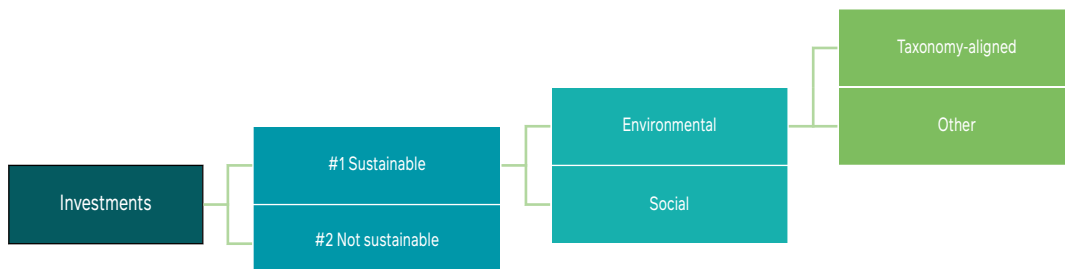 Investments
#1 Sustainable
#2 Not sustainable
Environmental
Social
Taxonomy-aligned
Other